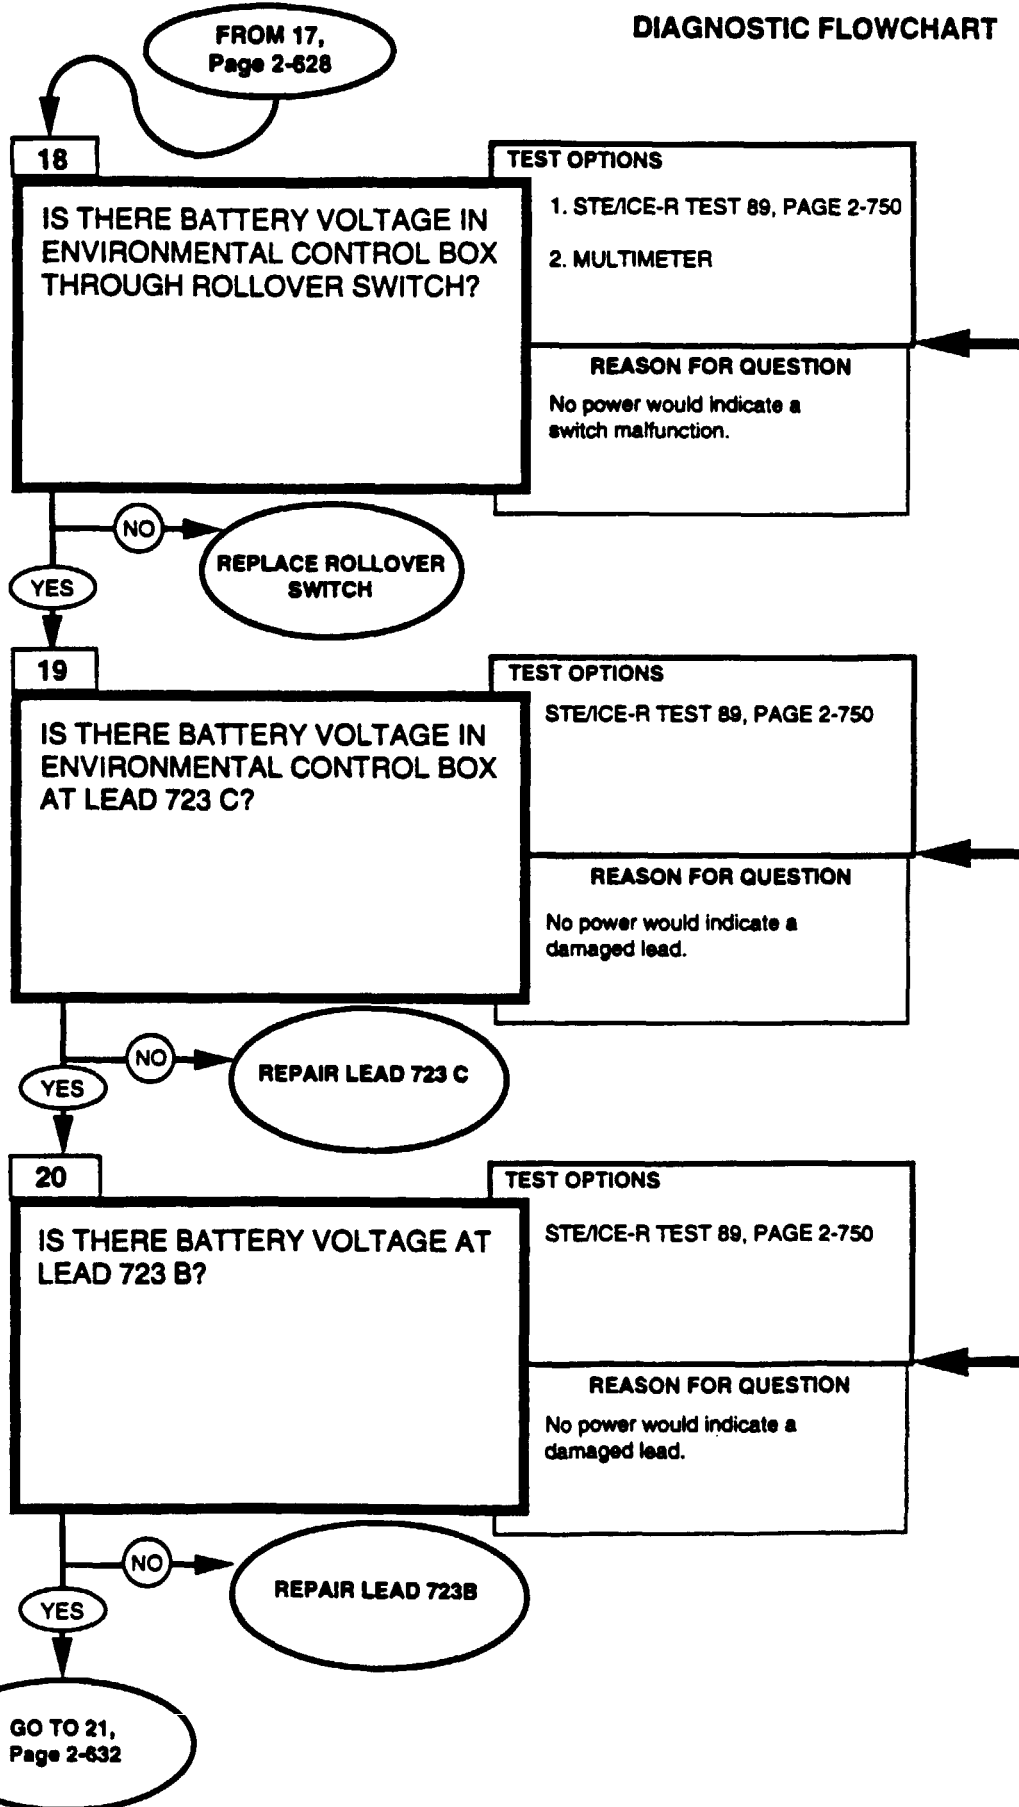 DIAGNOSTIC FLOWCHART
FROM 17,
Page 2-628
18
IS THERE BATTERY VOLTAGE IN
ENVIRONMENTAL CONTROL BOX
THROUGH ROLLOVER SWITCH?
TEST OPTIONS
1. STE/ICE-R TEST 89, PAGE 2-750
2. MULTIMETER
REASON FOR QUESTION
No power would indicate a
switch malfunction.
NO
REPLACE ROLLOVER
SWITCH
YES
19
IS THERE BATTERY VOLTAGE IN
ENVIRONMENTAL CONTROL BOX
AT LEAD 723 C?
TEST OPTIONS
STE/ICE-R TEST 89, PAGE 2-750
REASON FOR QUESTION
No power would indicate a
damaged lead.
NO
REPAIR LEAD 723 C
YES
20
IS THERE BATTERY VOLTAGE AT
LEAD 723 B?
TEST OPTIONS
STE/ICE-R TEST 89, PAGE 2-750
REASON FOR QUESTION
No power would indicate a
damaged lead.
NO
REPAIR LEAD 723B
YES
GO TO 21,
Page 2-632